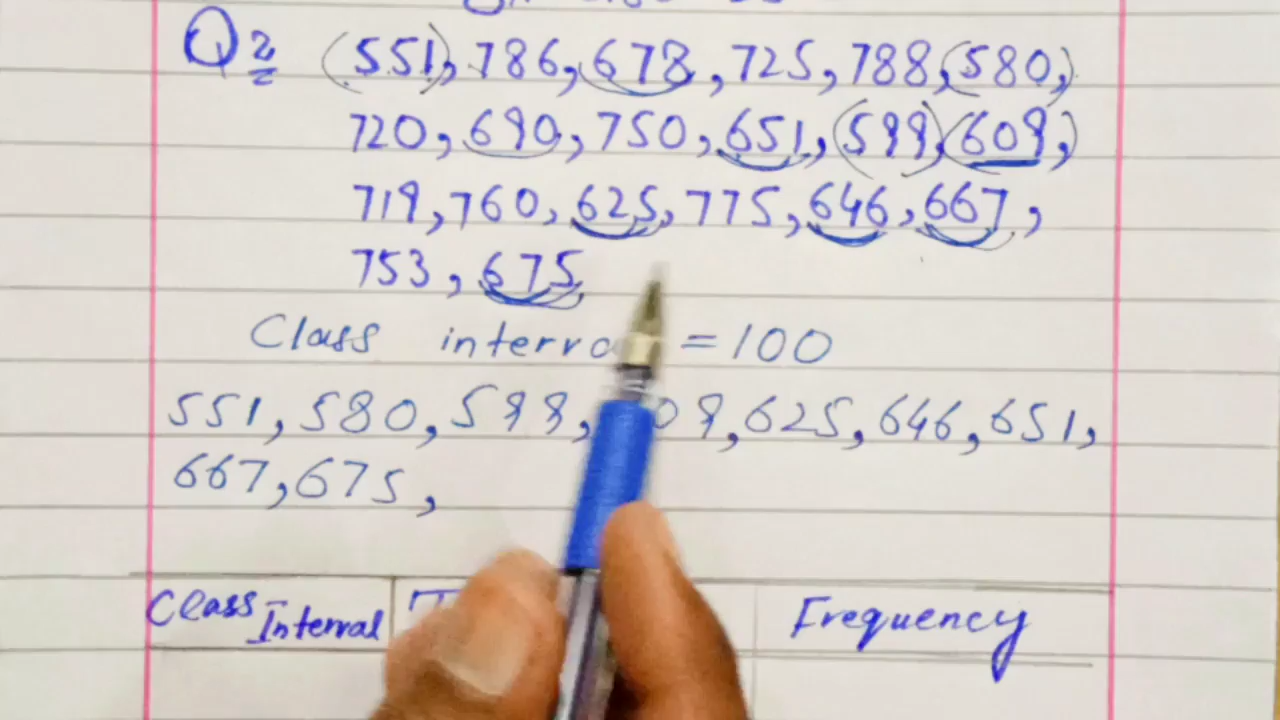 Q2 551, 786, 678, 725, 788, 580,
720, 690, 750, 651, 599, 609,
719, 760, 625, 775, 646, 667,
753, 675
Class = 100
551, 580, 599, 625, 646, 651,
667, 675,
Class Interval Frequency